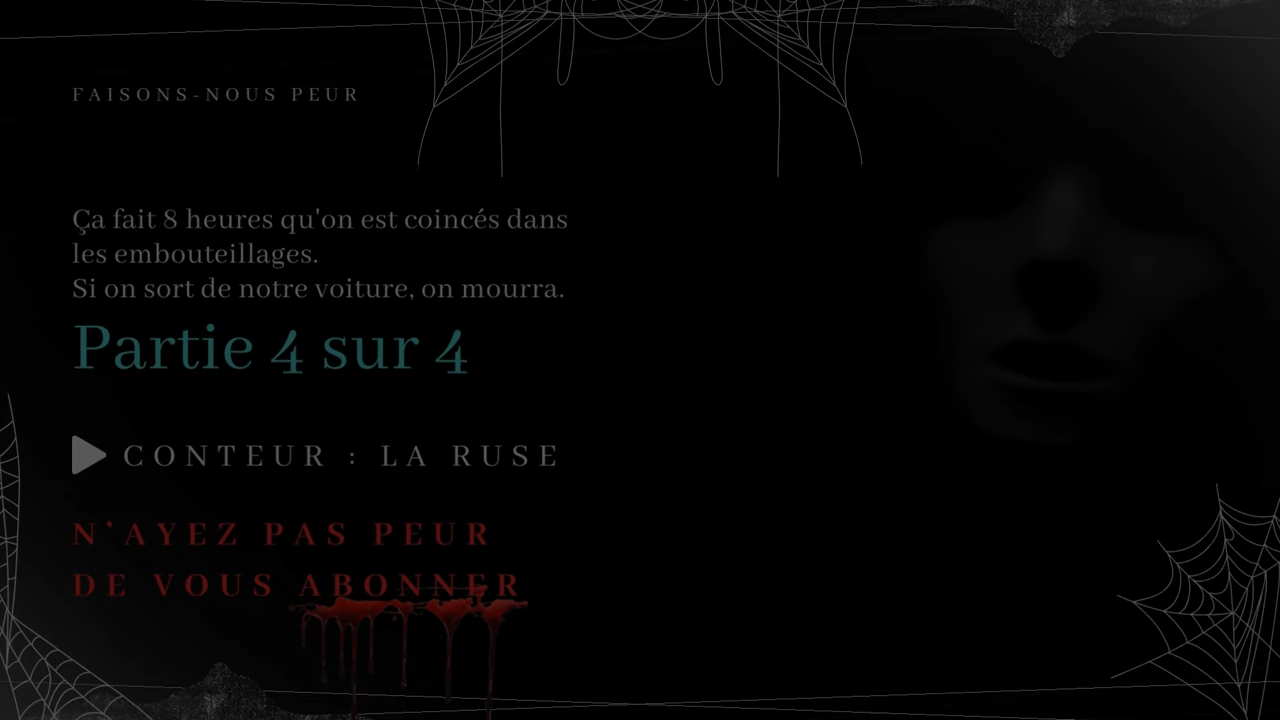 FAISONS-NOUS PEUR
Ça fait 8 heures qu'on est coincés dans
les embouteillages.
Si on sort de notre voiture, on mourra.
Partie 4 sur 4
CONTEUR : LA RUSE
N'AYEZ PAS PEUR
DE VOUS ABONNER